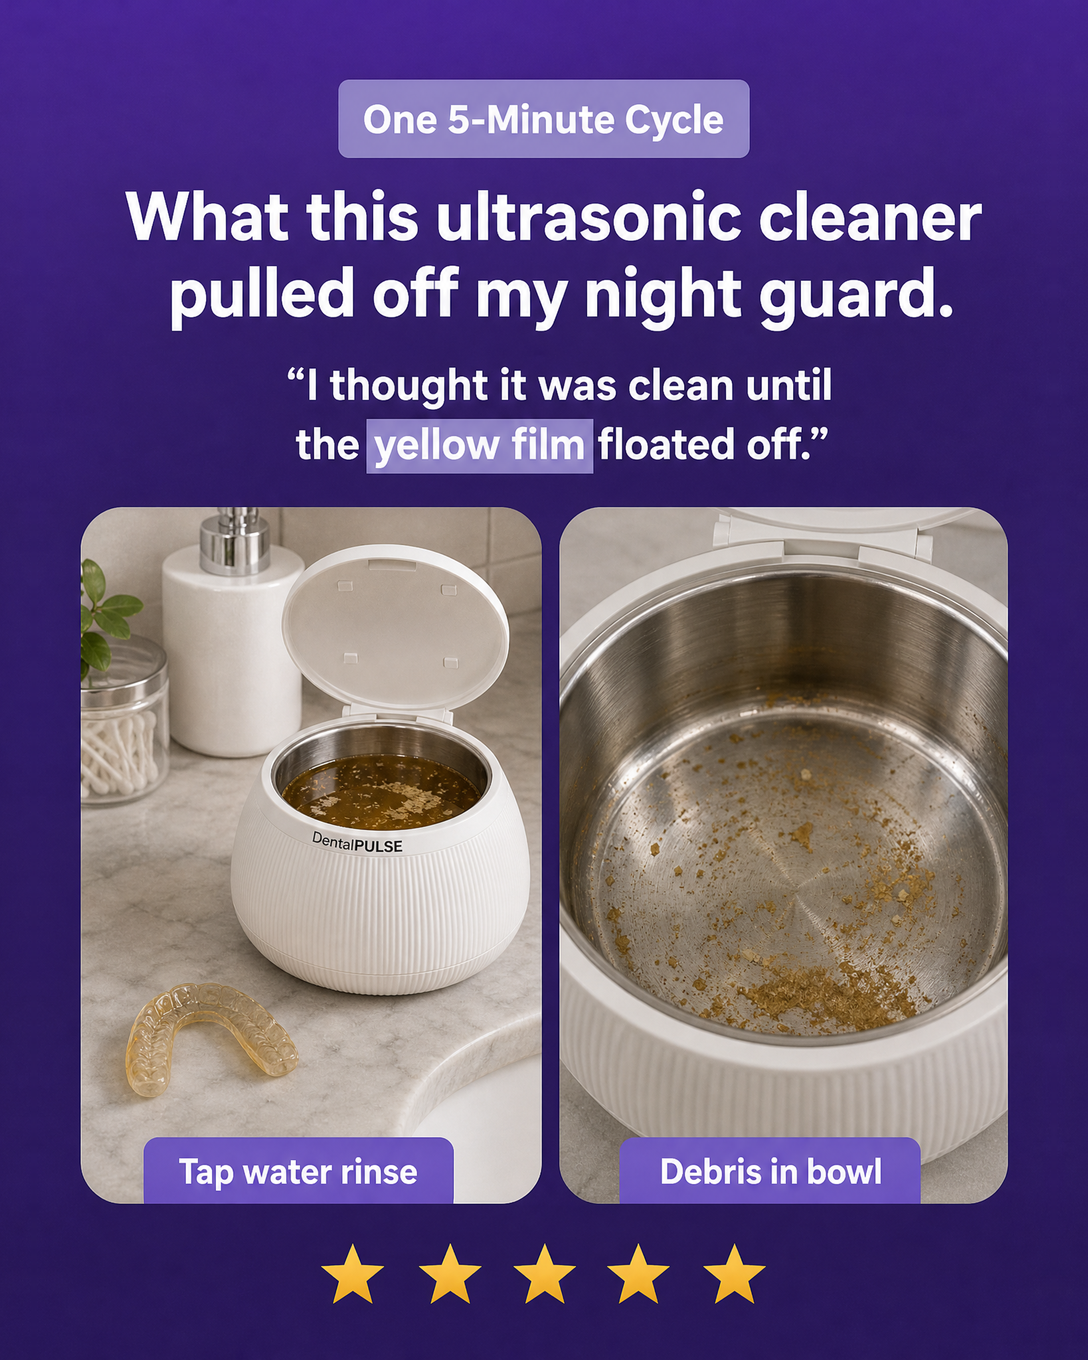 One 5-Minute Cycle
What this ultrasonic cleaner
pulled off my night guard.
“I thought it was clean until
the yellow film floated off.”
DentalPULSE
Tap water rinse
Debris in bowl